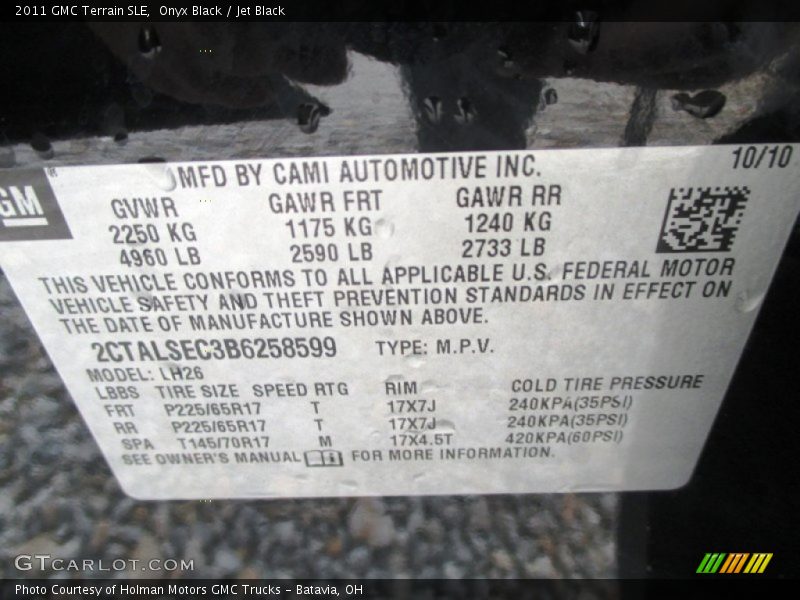 2011 GMC Terrain SLE, Onyx Black / Jet Black
MFD BY CAMI AUTOMOTIVE INC. 10/10
GM
GVWR GAWR FRT GAWR RR
2250 KG 1175 KG 1240 KG
4960 LB 2590 LB 2733 LB
THIS VEHICLE CONFORMS TO ALL APPLICABLE U.S. FEDERAL MOTOR
VEHICLE SAFETY AND THEFT PREVENTION STANDARDS IN EFFECT ON
THE DATE OF MANUFACTURE SHOWN ABOVE.
2CTALSEC3B6258599 TYPE: M.P.V.
MODEL: LH26
LBBS TIRE SIZE SPEED RTG RIM COLD TIRE PRESSURE
FRT P225/65R17 T 17X7J 240KPA(35PSI)
RR P225/65R17 T 17X7J 240KPA(35PSI)
SPA T145/70R17 M 17X4.5T 420KPA(60PSI)
SEE OWNER'S MANUAL FOR MORE INFORMATION.
GTCARLOT.COM
Photo Courtesy of Holman Motors GMC Trucks - Batavia, OH